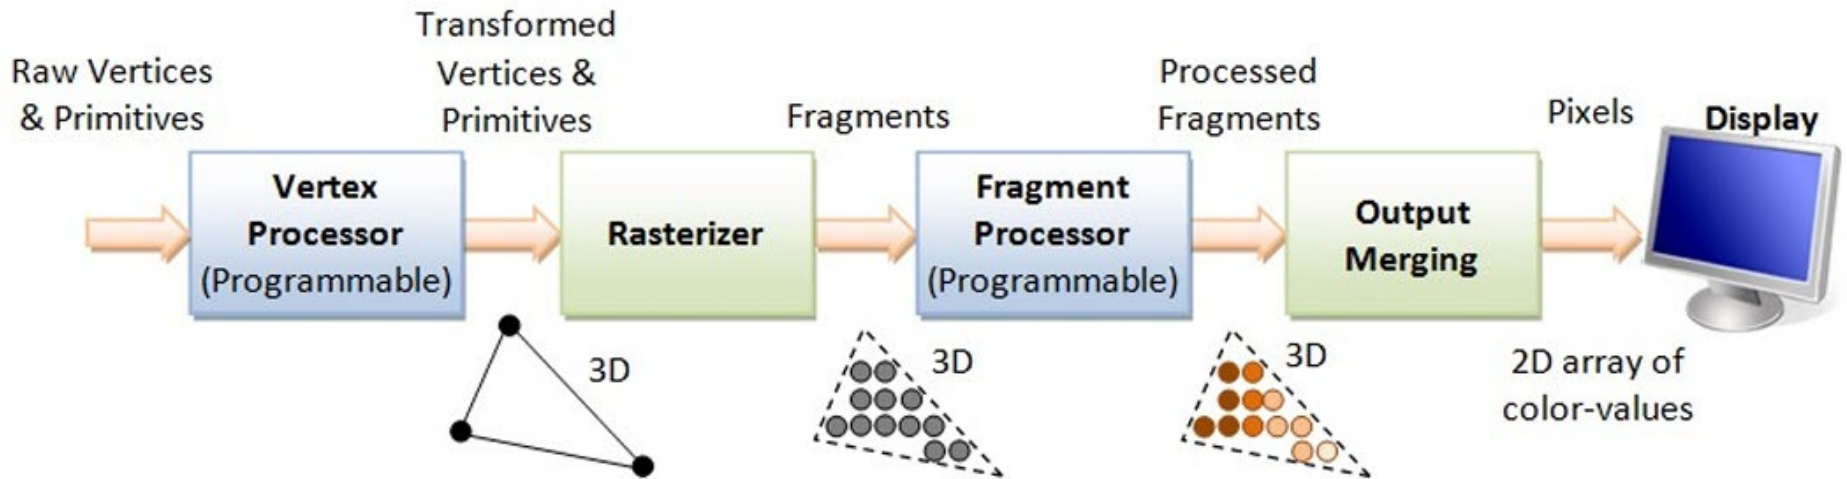 Raw Vertices
& Primitives
Transformed
Vertices &
Primitives
Fragments
Processed
Fragments
Pixels
Display
Vertex
Processor
(Programmable)
Rasterizer
Fragment
Processor
(Programmable)
Output
Merging
3D
3D
3D
2D array of
color-values